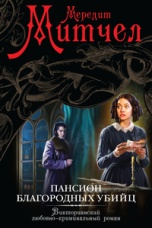 Мередит
Митчел
ПАНСИОН
БЛАГОРОДНЫХ УБИЙЦ
Викторианский
любовно-криминальный роман